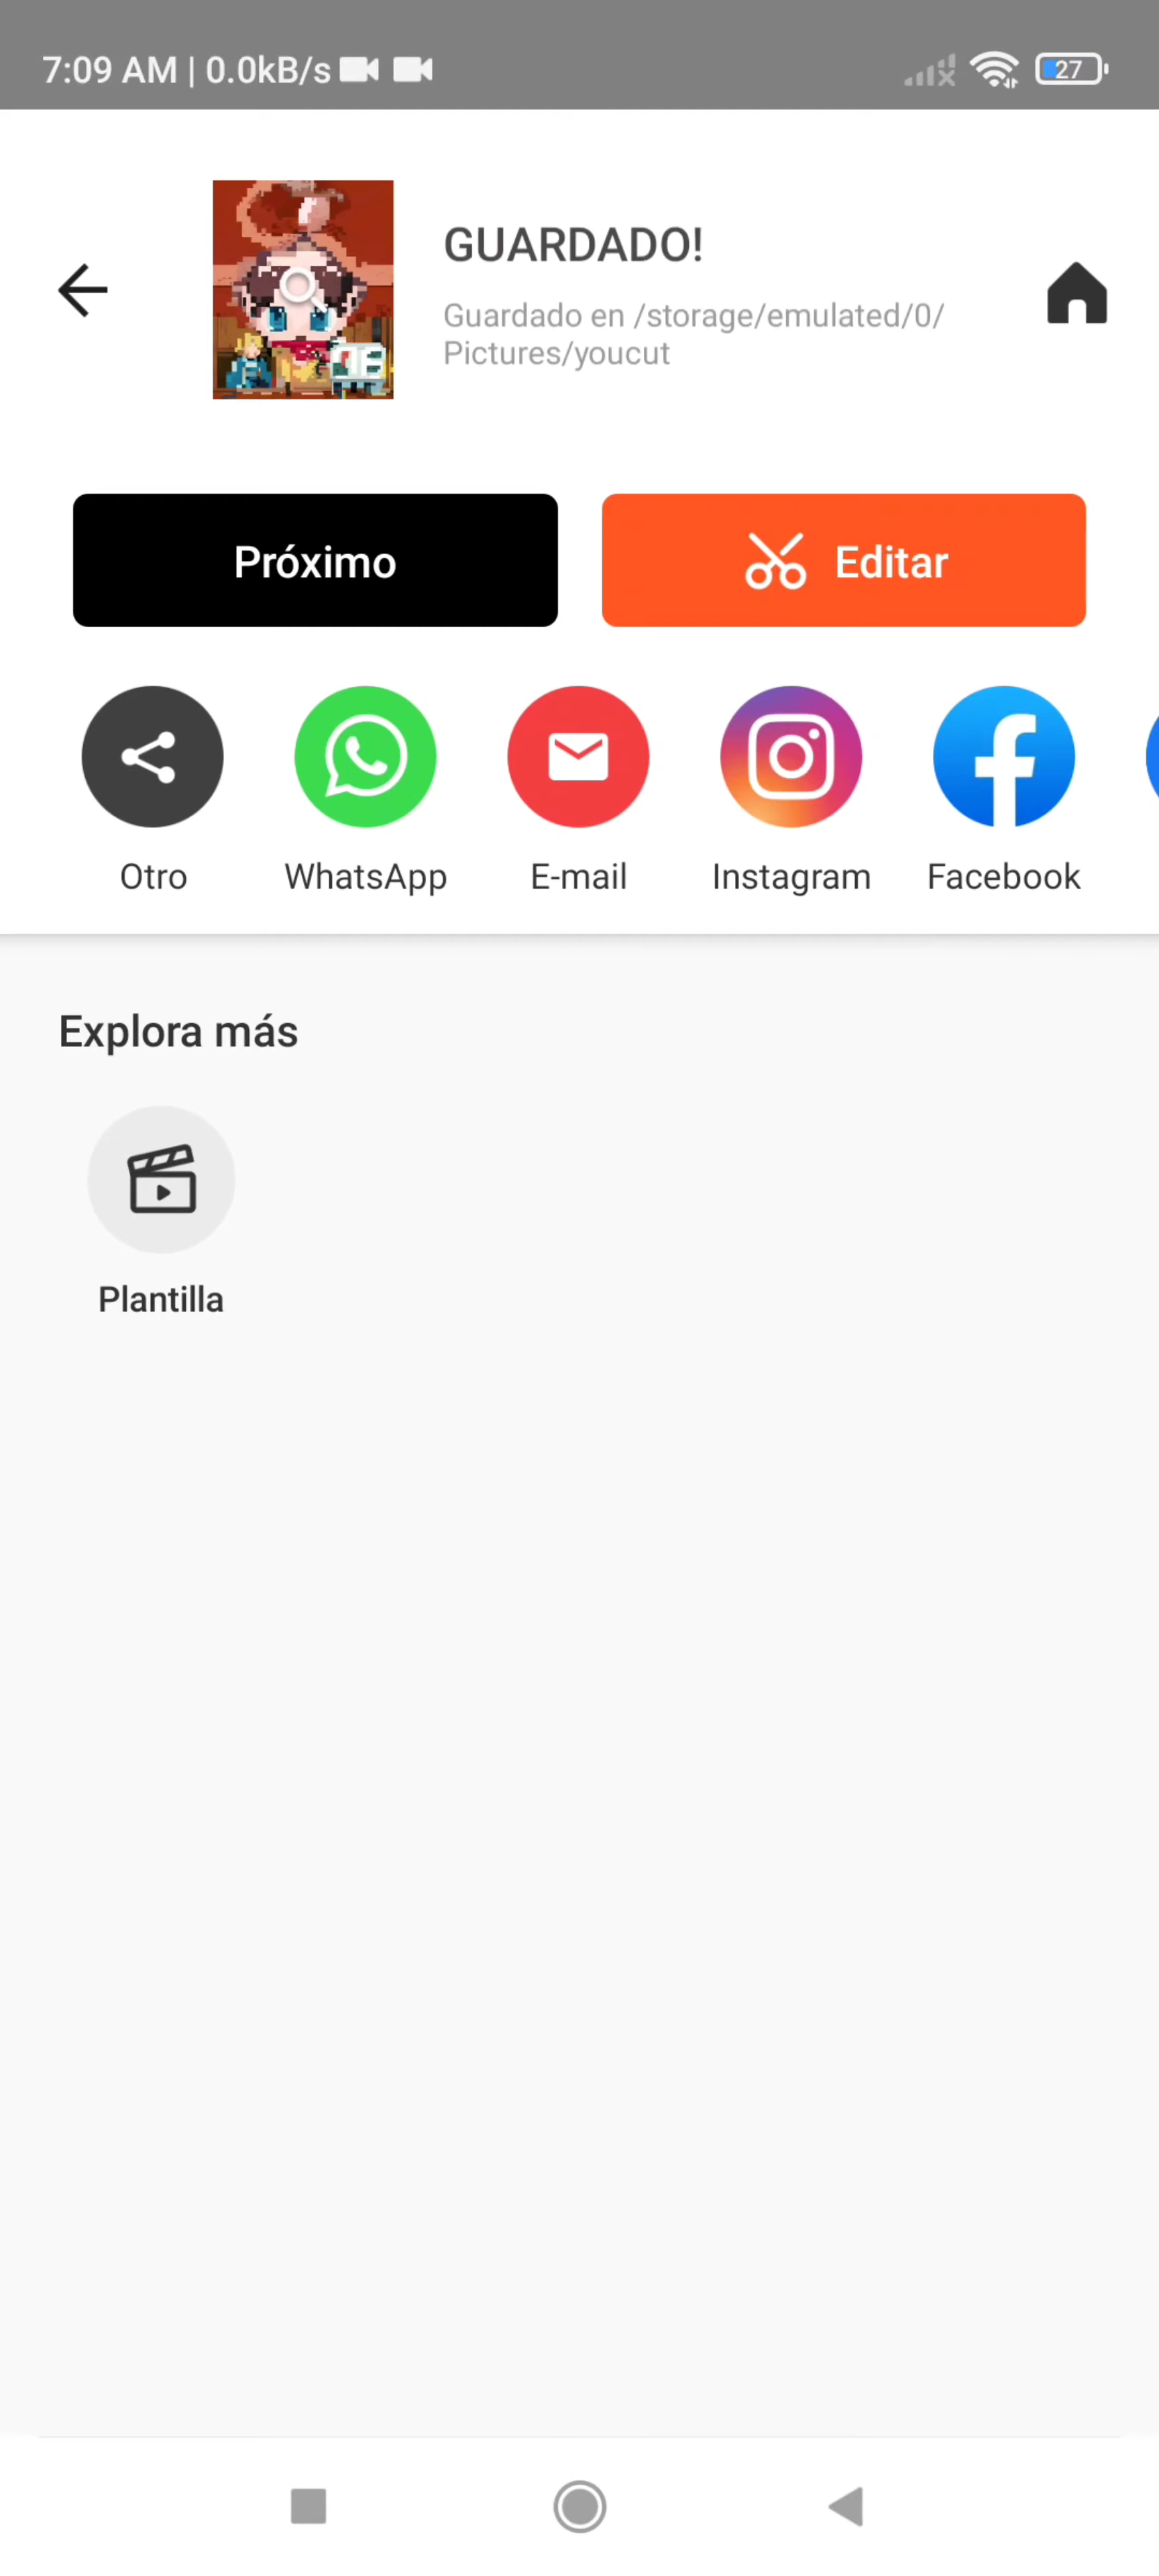 7:09 AM | 0.0kB/s
27
GUARDADO!
Guardado en /storage/emulated/0/
Pictures/youcut
Próximo
Editar
Otro
WhatsApp
E-mail
Instagram
Facebook
Explora más
Plantilla